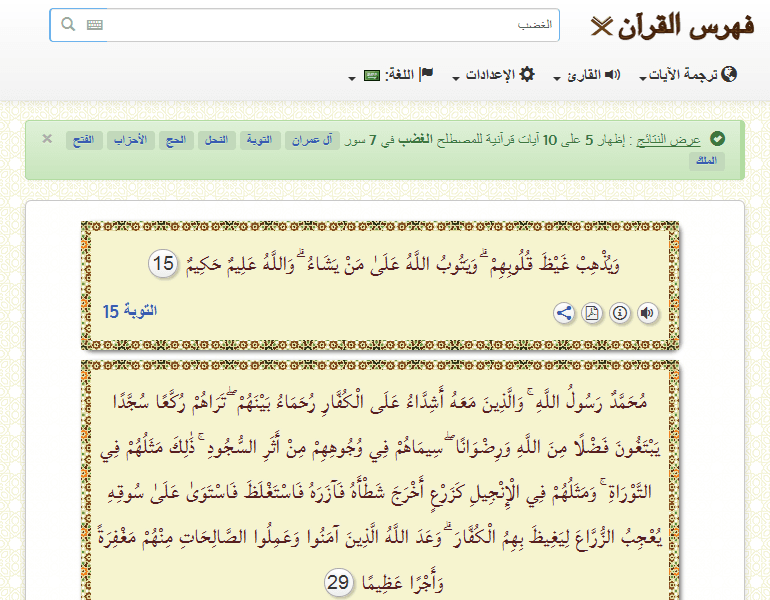 فهرس القرآن
الغضب
ترجمة الآيات القارئ الإعدادات اللغة:
عرض النتائج : إظهار 5 على 10 آيات قرآنية للمصطلح الغضب في 7 سور آل عمران التوبة النحل الحج الأحزاب الفتح ×
الملك
وَيُذْهِبْ غَيْظَ قُلُوبِهِمْ ۗ وَيَتُوبُ اللَّهُ عَلَىٰ مَنْ يَشَاءُ ۗ وَاللَّهُ عَلِيمٌ حَكِيمٌ 15
التوبة 15
مُحَمَّدٌ رَسُولُ اللَّهِ ۚ وَالَّذِينَ مَعَهُ أَشِدَّاءُ عَلَى الْكُفَّارِ رُحَمَاءُ بَيْنَهُمْ ۖ تَرَاهُمْ رُكَّعًا سُجَّدًا
يَبْتَغُونَ فَضْلًا مِنَ اللَّهِ وَرِضْوَانًا ۖ سِيمَاهُمْ فِي وُجُوهِهِمْ مِنْ أَثَرِ السُّجُودِ ۚ ذَٰلِكَ مَثَلُهُمْ فِي
التَّوْرَاةِ ۚ وَمَثَلُهُمْ فِي الْإِنْجِيلِ كَزَرْعٍ أَخْرَجَ شَطْأَهُ فَآزَرَهُ فَاسْتَغْلَظَ فَاسْتَوَىٰ عَلَىٰ سُوقِهِ
يُعْجِبُ الزُّرَّاعَ لِيَغِيظَ بِهِمُ الْكُفَّارَ ۗ وَعَدَ اللَّهُ الَّذِينَ آمَنُوا وَعَمِلُوا الصَّالِحَاتِ مِنْهُمْ مَغْفِرَةً
وَأَجْرًا عَظِيمًا 29